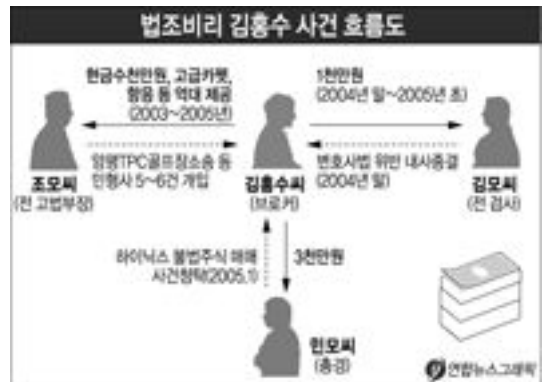 법조비리 김홍수 사건 흐름도
현금수천만원, 고급카펫,
향응 등 억대 제공
(2003~2005년)
1천만원
(2004년 말~2005년 초)
양평TPC골프장소송 등
민형사 5~6건 개입
변호사법 위반 내사종결
(2004년 말)
조모씨
(전 고법부장)
김홍수씨
(브로커)
김모씨
(전 검사)
하이닉스 불법주식 매매
사건청탁(2005.1)
3천만원
민모씨
(총경)
연합뉴스그래픽